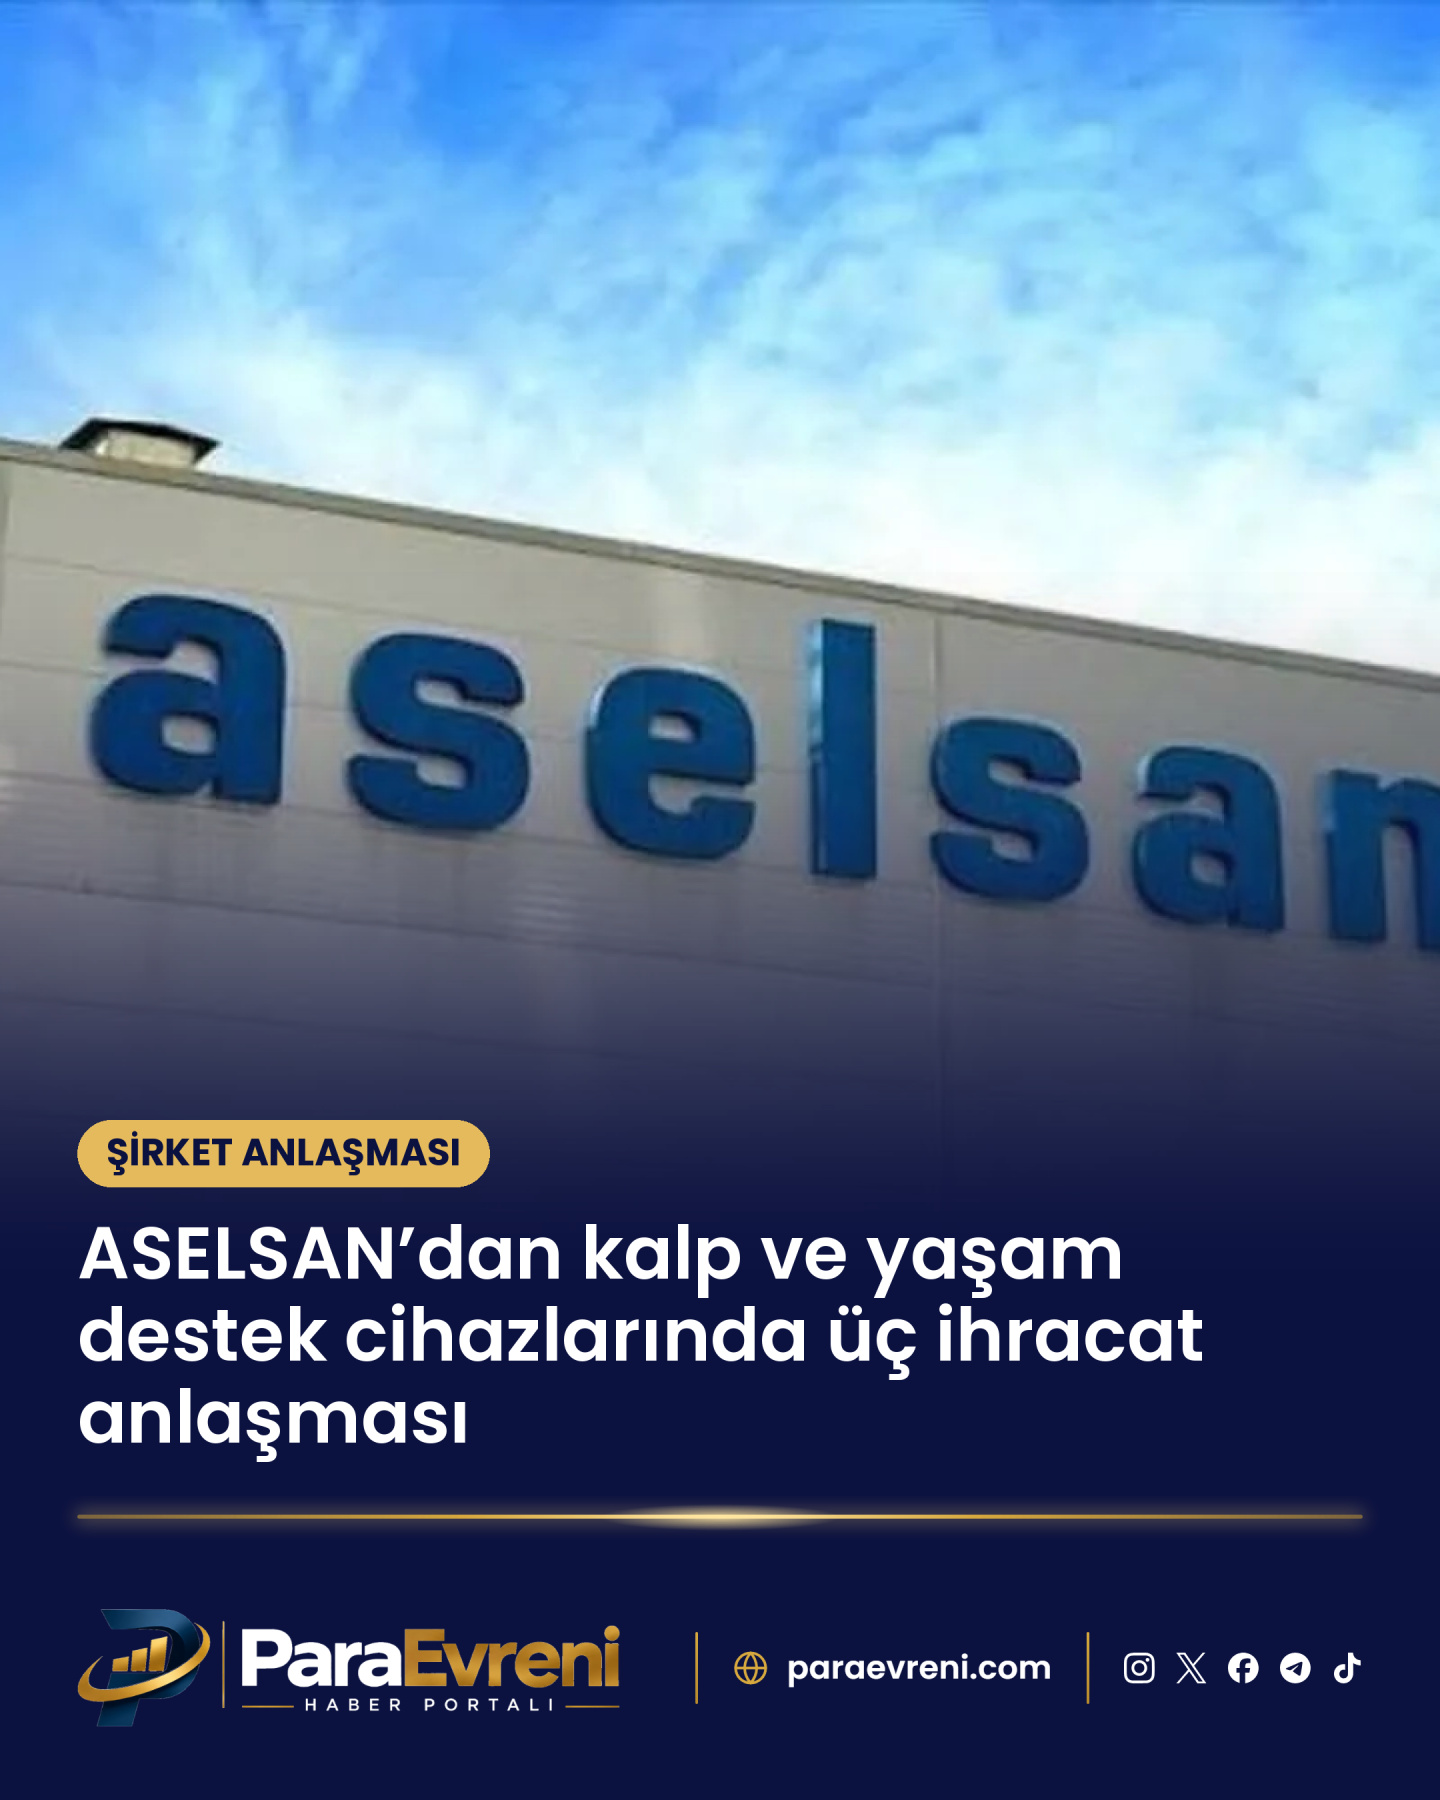 aselsan
ŞİRKET ANLAŞMASI
ASELSAN’dan kalp ve yaşam
destek cihazlarında üç ihracat
anlaşması
ParaEvreni
HABER PORTALI
paraevreni.com